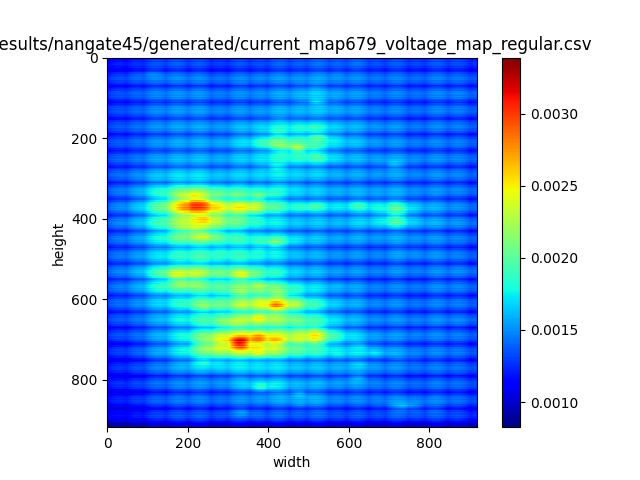 esults/nangate45/generated/current_map679_voltage_map_regular.csv
0
200
400
600
800
height
0 200 400 600 800
width
0.0030
0.0025
0.0020
0.0015
0.0010